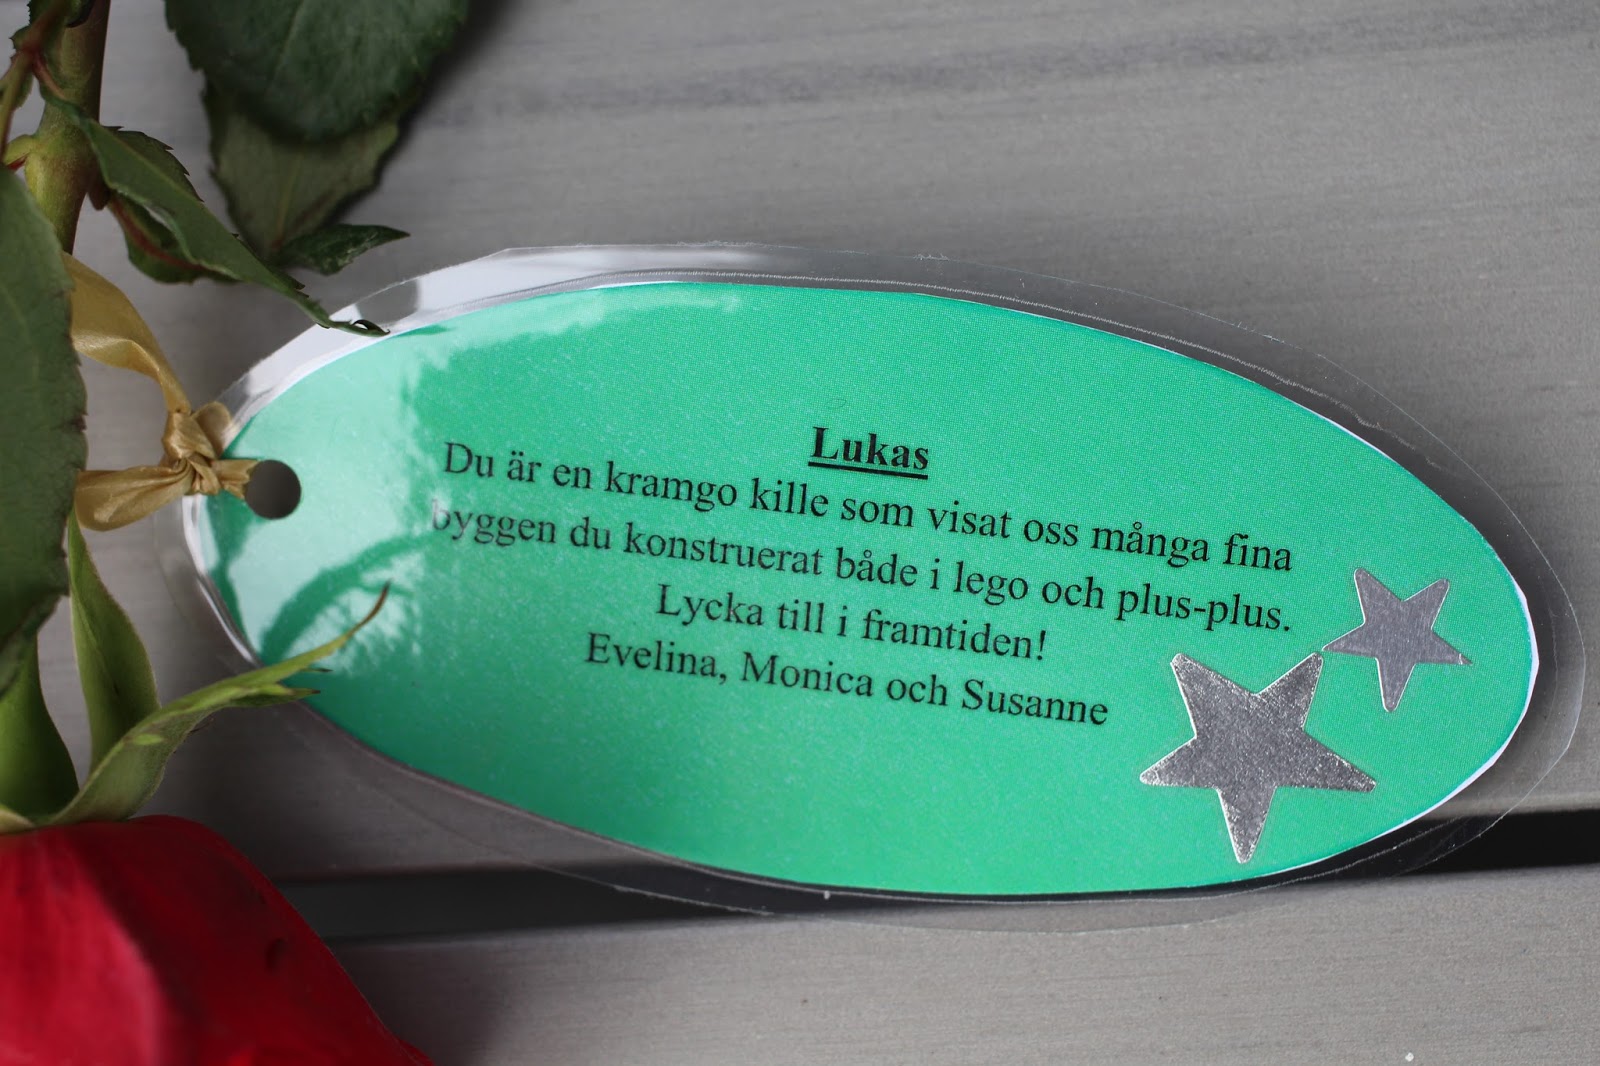 Lukas
Du är en kramgo kille som visat oss många fina
byggen du konstruerat både i lego och plus-plus.
Lycka till i framtiden!
Evelina, Monica och Susanne